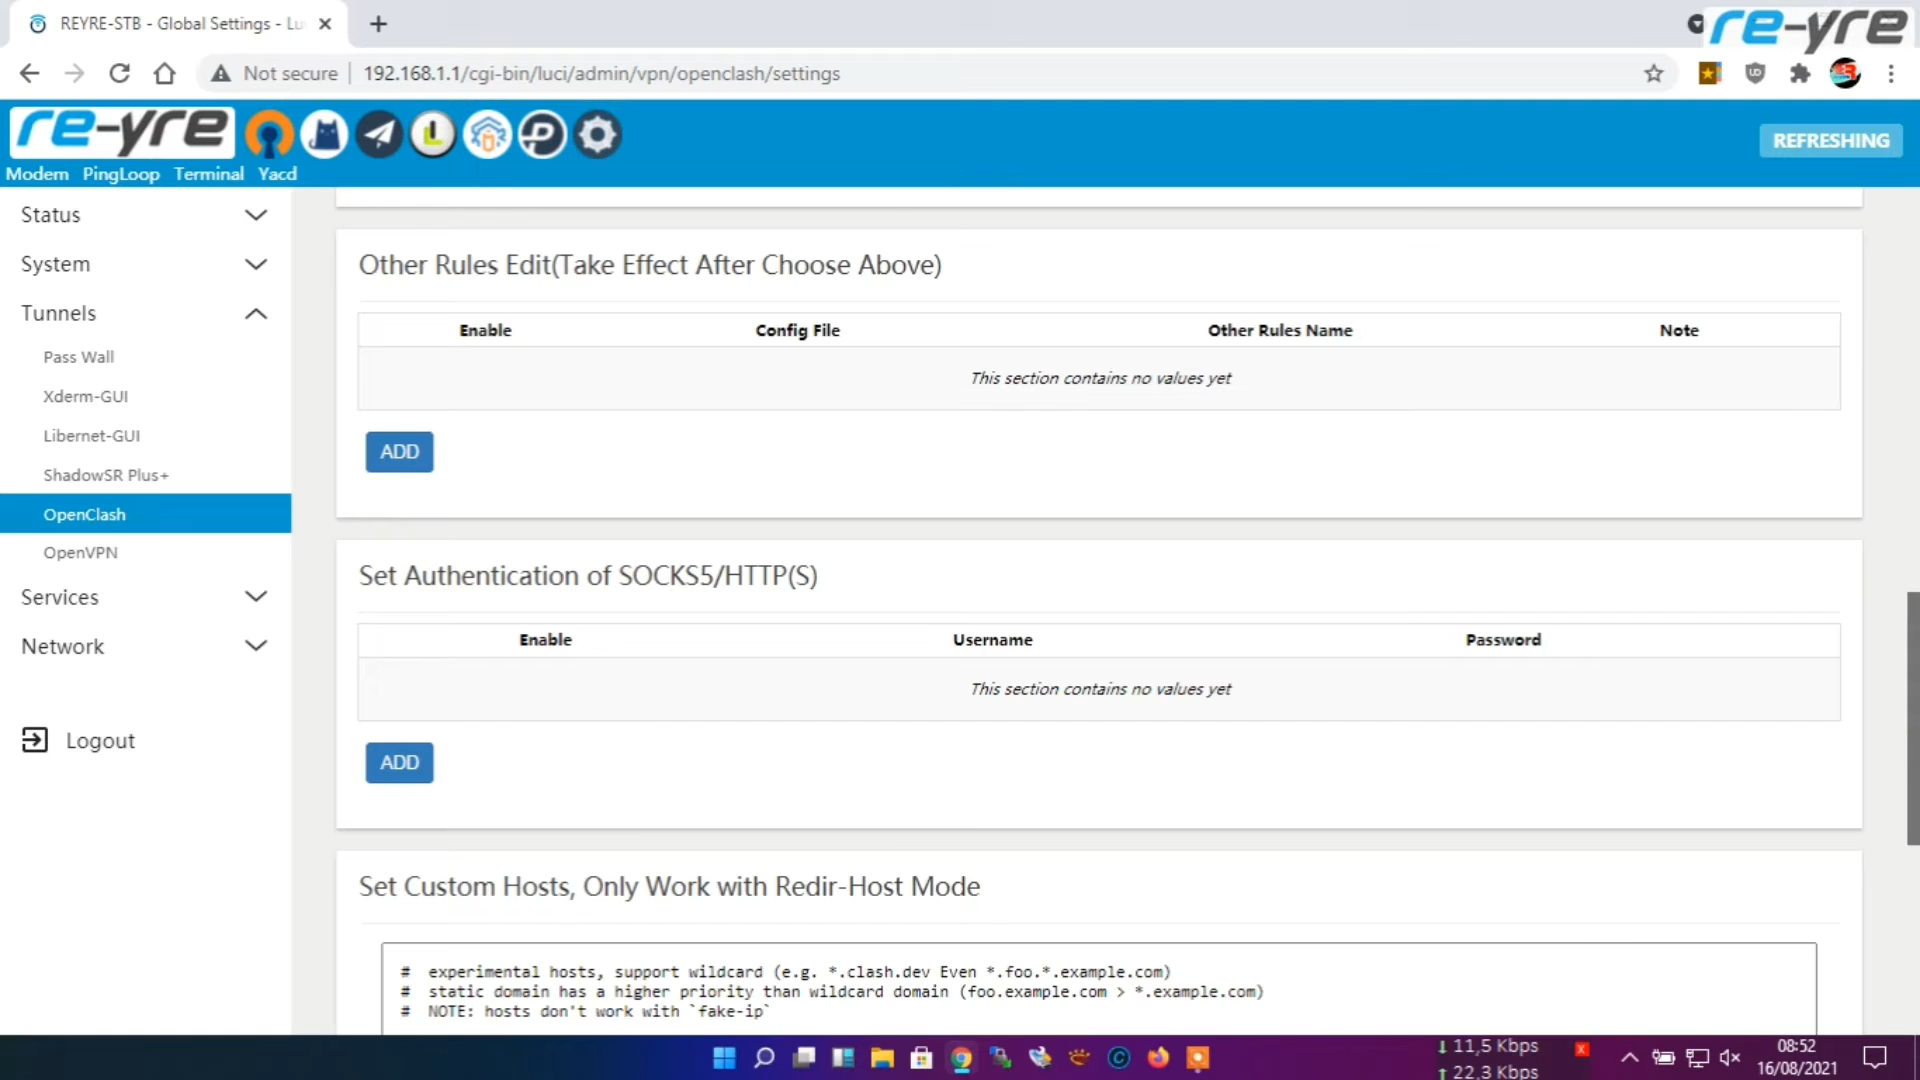 REYRE-STB - Global Settings - Lu
re-yre
Not secure
192.168.1.1/cgi-bin/luci/admin/vpn/openclash/settings
re-yre
REFRESHING
Modem PingLoop Terminal Yacd
Status
System
Tunnels
Pass Wall
Xderm-GUI
Libernet-GUI
ShadowSR Plus+
OpenClash
OpenVPN
Services
Network
Logout
Other Rules Edit(Take Effect After Choose Above)
Enable Config File Other Rules Name Note
This section contains no values yet
ADD
Set Authentication of SOCKS5/HTTP(S)
Enable Username Password
This section contains no values yet
ADD
Set Custom Hosts, Only Work with Redir-Host Mode
# experimental hosts, support wildcard (e.g. *.clash.dev Even *.foo.*.example.com)
# static domain has a higher priority than wildcard domain (foo.example.com > *.example.com)
# NOTE: hosts don't work with `fake-ip`
↓ 11,5 Kbps
↑ 22,3 Kbps
08:52
16/08/2021